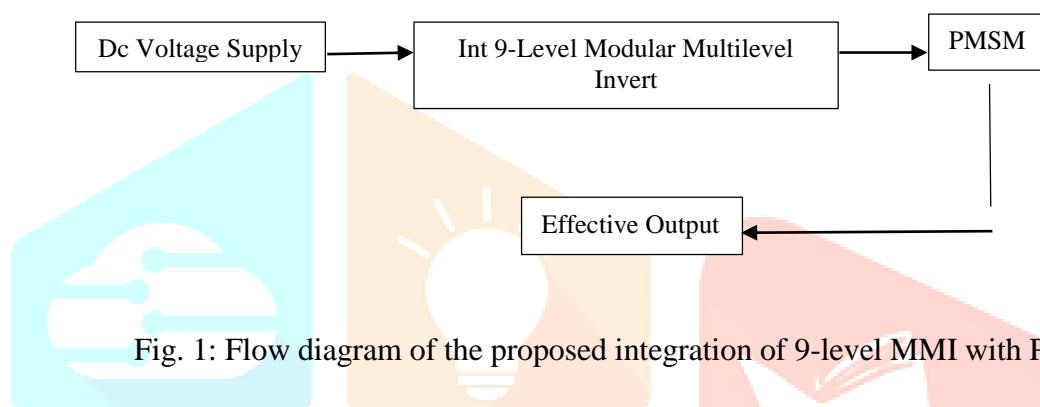 Dc Voltage Supply
Int 9-Level Modular Multilevel
Invert
PMSM
Effective Output
Fig. 1: Flow diagram of the proposed integration of 9-level MMI with